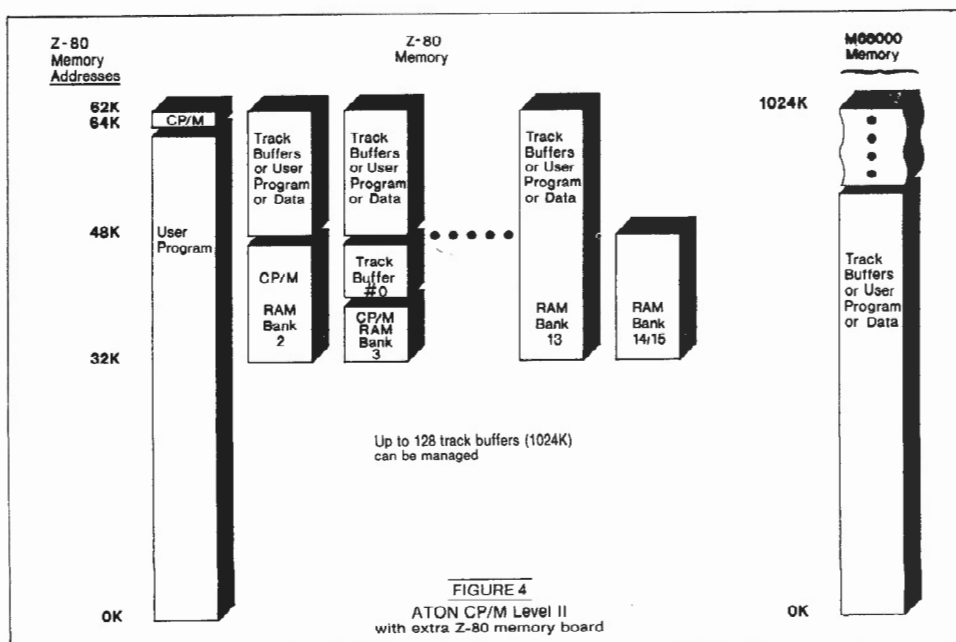 Z-80
Memory
Addresses
Z-80
Memory
M68000
Memory
62K
64K
48K
32K
0K
CP/M
User
Program
Track
Buffers
or User
Program
or Data
CP/M
RAM
Bank
2
Track
Buffers
or User
Program
or Data
Track
Buffer
#0
CP/M
RAM
Bank
3
Track
Buffers
or User
Program
or Data
RAM
Bank
13
RAM
Bank
14/15
1024K
Track
Buffers
or User
Program
or Data
0K
Up to 128 track buffers (1024K)
can be managed
FIGURE 4
ATON CP/M Level II
with extra Z-80 memory board